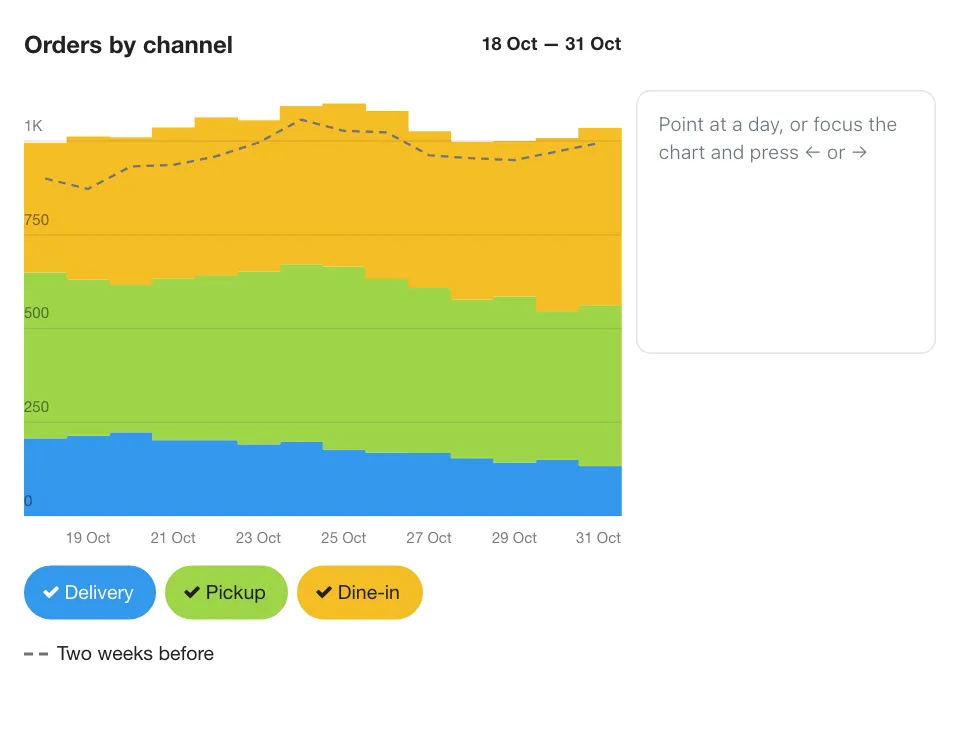 Orders by channel
18 Oct — 31 Oct
Point at a day, or focus the
chart and press ← or →
1K
750
500
250
0
19 Oct 21 Oct 23 Oct 25 Oct 27 Oct 29 Oct 31 Oct
Delivery Pickup Dine-in
Two weeks before